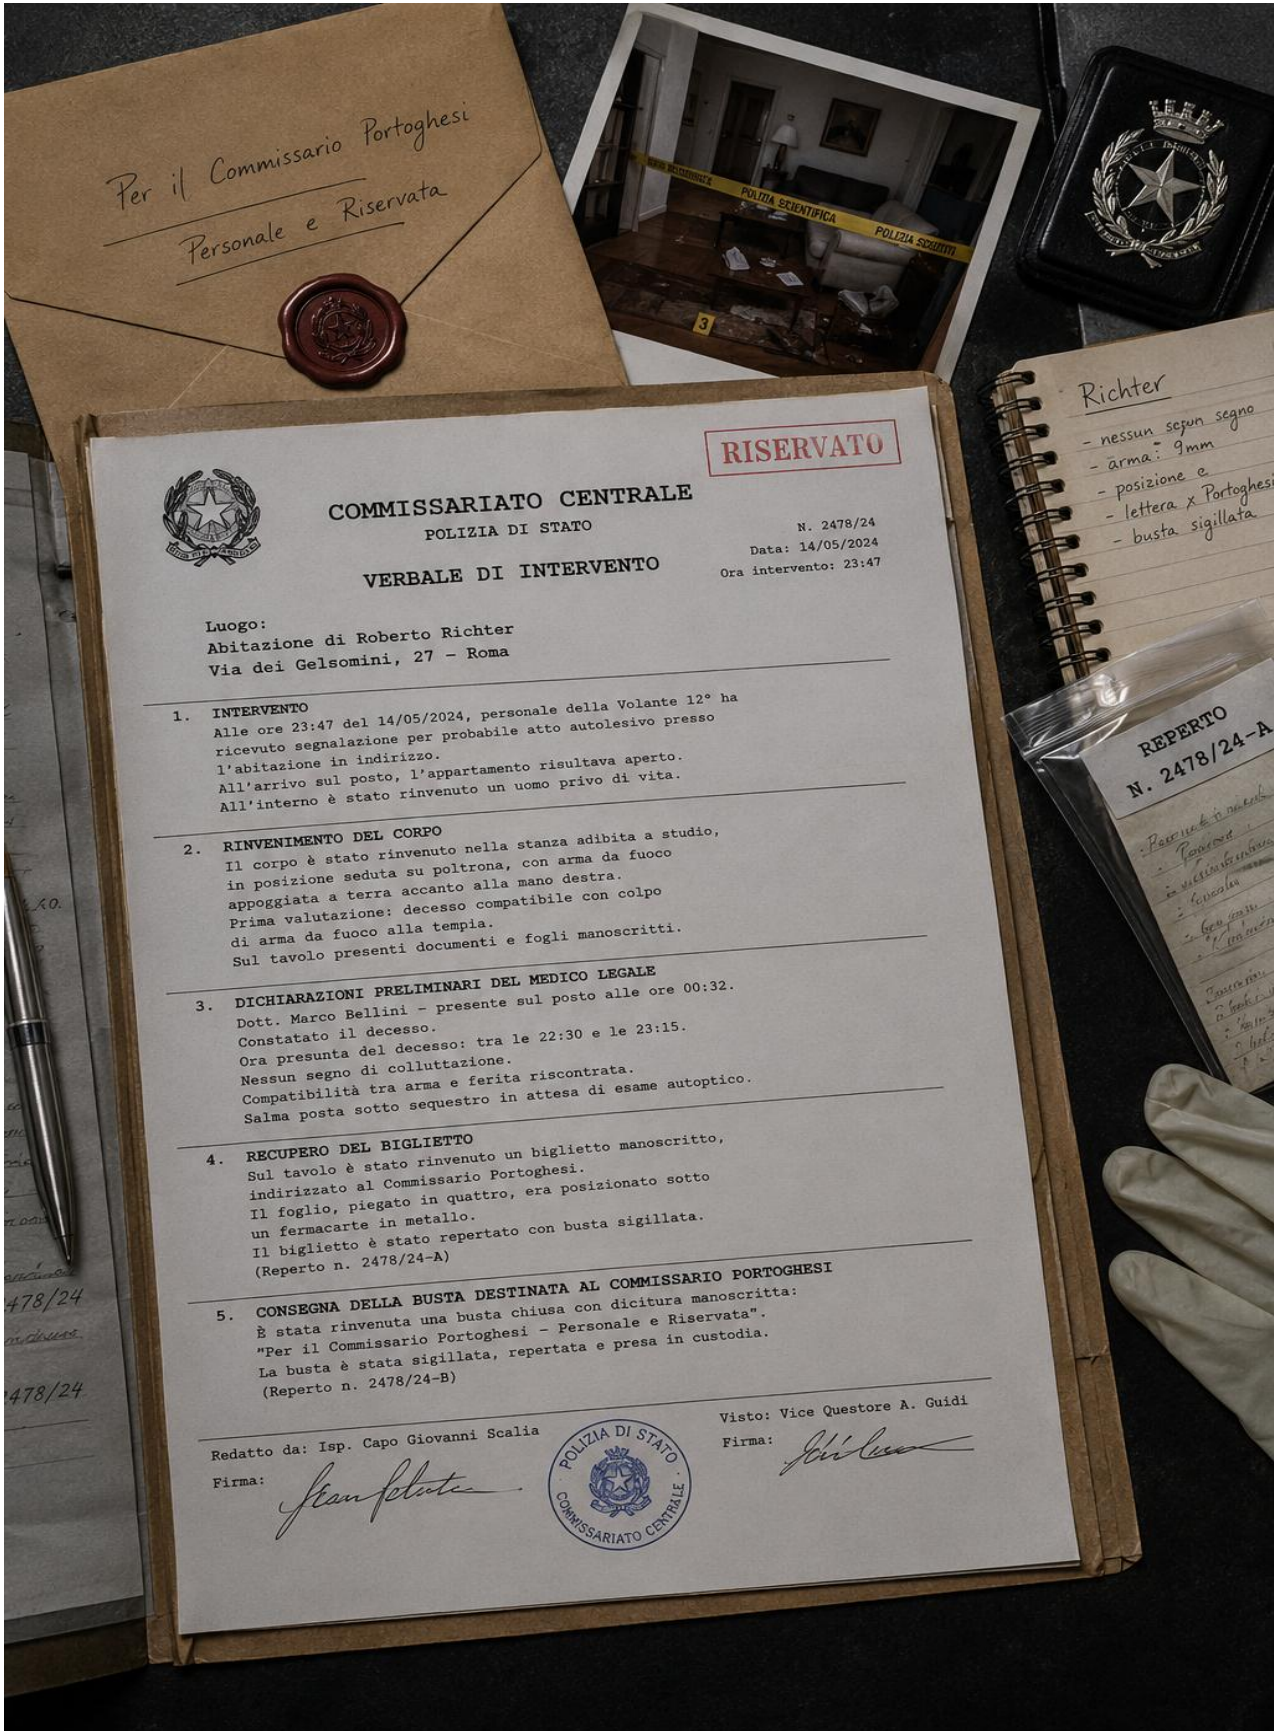 Per il Commissario Portoghesi
Personale e Riservata
POLIZIA SCIENTIFICA
3
Richter
- nessun segno
- arma: 9mm
- posizione e
- lettera x Portoghesi
- busta sigillata
REPERTO
N. 2478/24-A
RISERVATO
COMMISSARIATO CENTRALE
POLIZIA DI STATO
VERBALE DI INTERVENTO
N. 2478/24
Data: 14/05/2024
Ora intervento: 23:47
Luogo:
Abitazione di Roberto Richter
Via dei Gelsomini, 27 – Roma
1. INTERVENTO
Alle ore 23:47 del 14/05/2024, personale della Volante 12° ha
ricevuto segnalazione per probabile atto autolesivo presso
l'abitazione in indirizzo.
All'arrivo sul posto, l'appartamento risultava aperto.
All'interno è stato rinvenuto un uomo privo di vita.
2. RINVENIMENTO DEL CORPO
Il corpo è stato rinvenuto nella stanza adibita a studio,
in posizione seduta su poltrona, con arma da fuoco
appoggiata a terra accanto alla mano destra.
Prima valutazione: decesso compatibile con colpo
di arma da fuoco alla tempia.
Sul tavolo presenti documenti e fogli manoscritti.
3. DICHIARAZIONI PRELIMINARI DEL MEDICO LEGALE
Dott. Marco Bellini – presente sul posto alle ore 00:32.
Constatato il decesso.
Ora presunta del decesso: tra le 22:30 e le 23:15.
Nessun segno di colluttazione.
Compatibilità tra arma e ferita riscontrata.
Salma posta sotto sequestro in attesa di esame autoptico.
4. RECUPERO DEL BIGLIETTO
Sul tavolo è stato rinvenuto un biglietto manoscritto,
indirizzato al Commissario Portoghesi.
Il foglio, piegato in quattro, era posizionato sotto
un fermacarte in metallo.
Il biglietto è stato repertato con busta sigillata.
(Reperto n. 2478/24-A)
5. CONSEGNA DELLA BUSTA DESTINATA AL COMMISSARIO PORTOGHESI
È stata rinvenuta una busta chiusa con dicitura manoscritta:
"Per il Commissario Portoghesi – Personale e Riservata".
La busta è stata sigillata, repertata e presa in custodia.
(Reperto n. 2478/24-B)
Redatto da: Isp. Capo Giovanni Scalia
Firma:
POLIZIA DI STATO
COMMISSARIATO CENTRALE
Visto: Vice Questore A. Guidi
Firma:
478/24
478/24